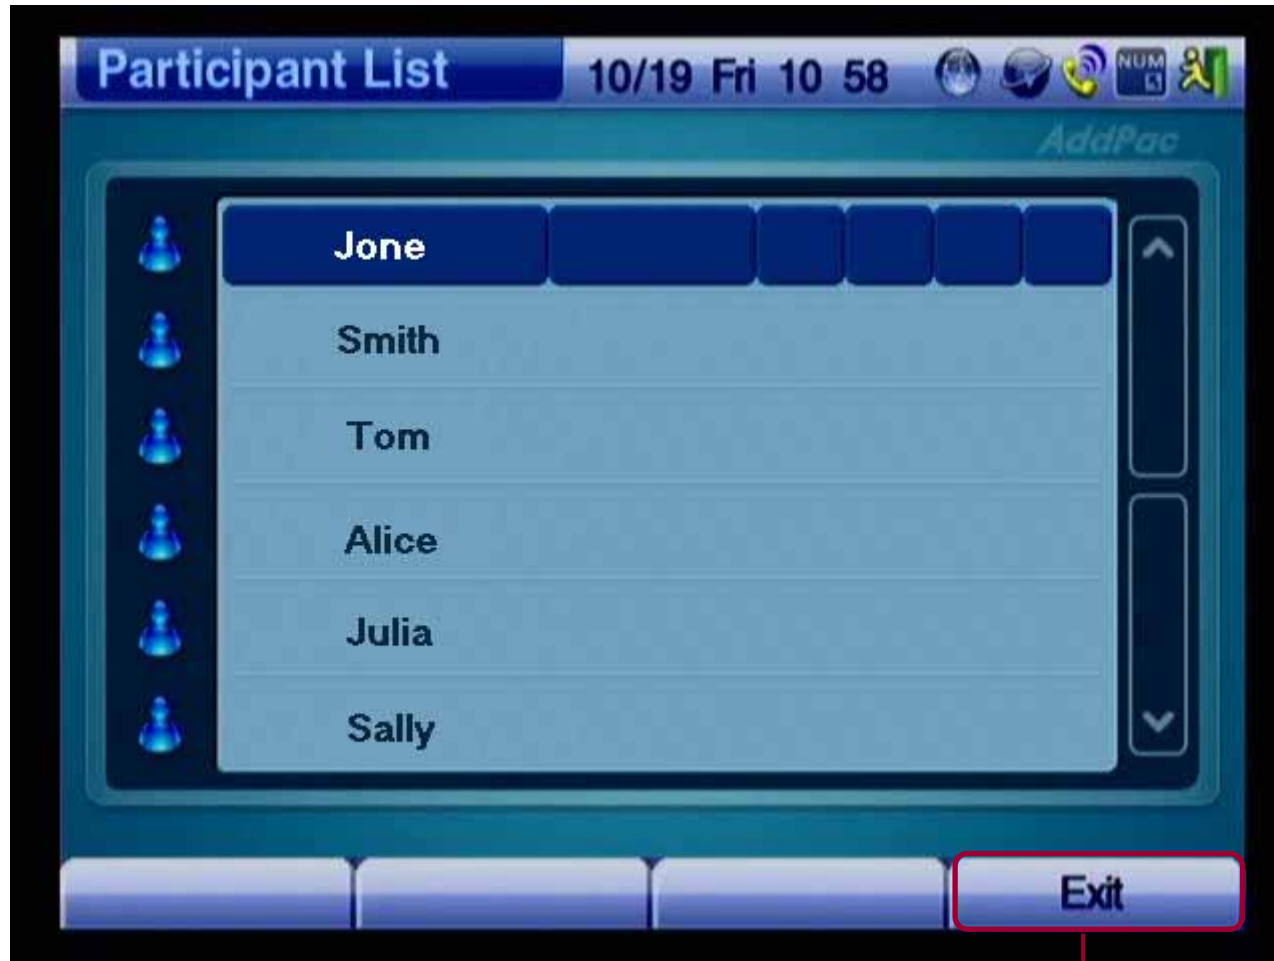 Participant List 10/19 Fri 10 58 NUM
AddPac
Jone
Smith
Tom
Alice
Julia
Sally
Exit